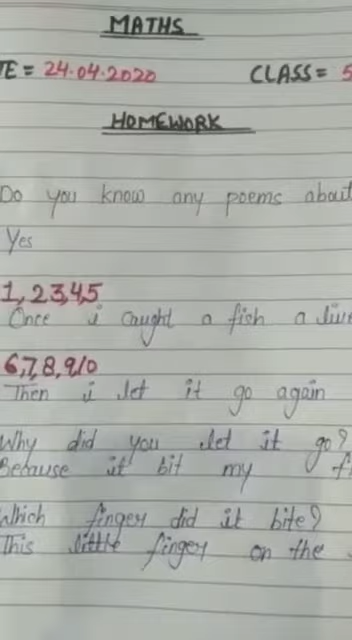 MATHS
TE = 24.04.2020 CLASS = 5
HOMEWORK
Do you know any poems about
Yes
1, 2 3,4,5
Once i caught a fish a live
6,7,8,9,10
Then i let it go again
Why did you let it go?
Because it bit my f
Which finger did it bite?
This little finger on the